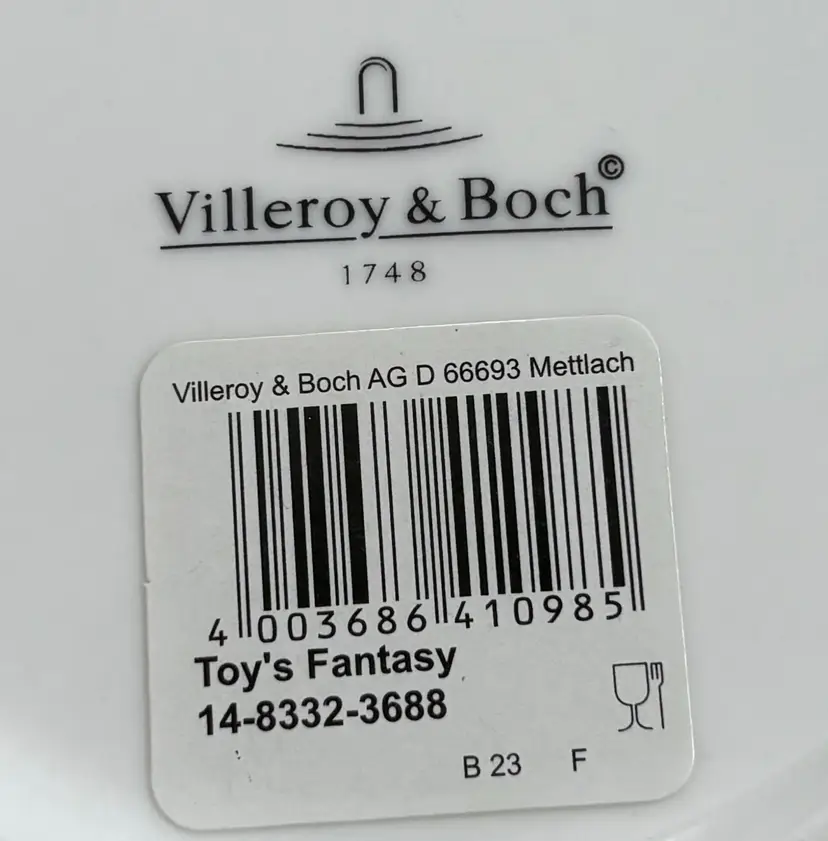 Villeroy & Boch©
1748
Villeroy & Boch AG D 66693 Mettlach
4 003686 410985
Toy's Fantasy
14-8332-3688
B 23 F